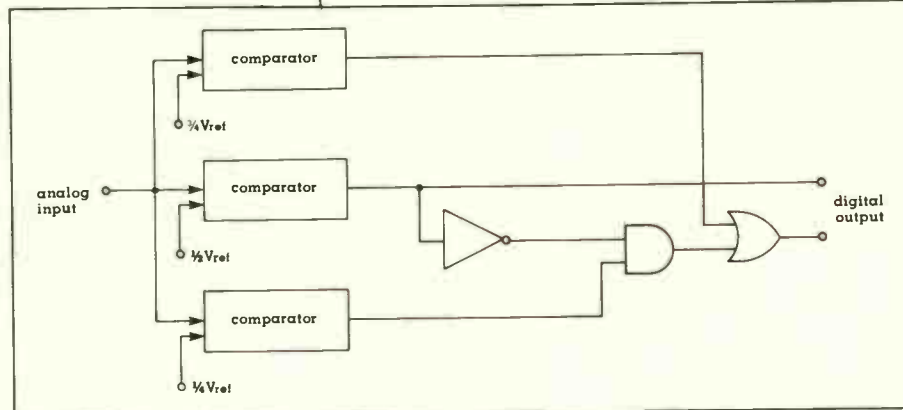 comparator
¾Vref
analog
input
comparator
½Vref
digital
output
comparator
¼Vref